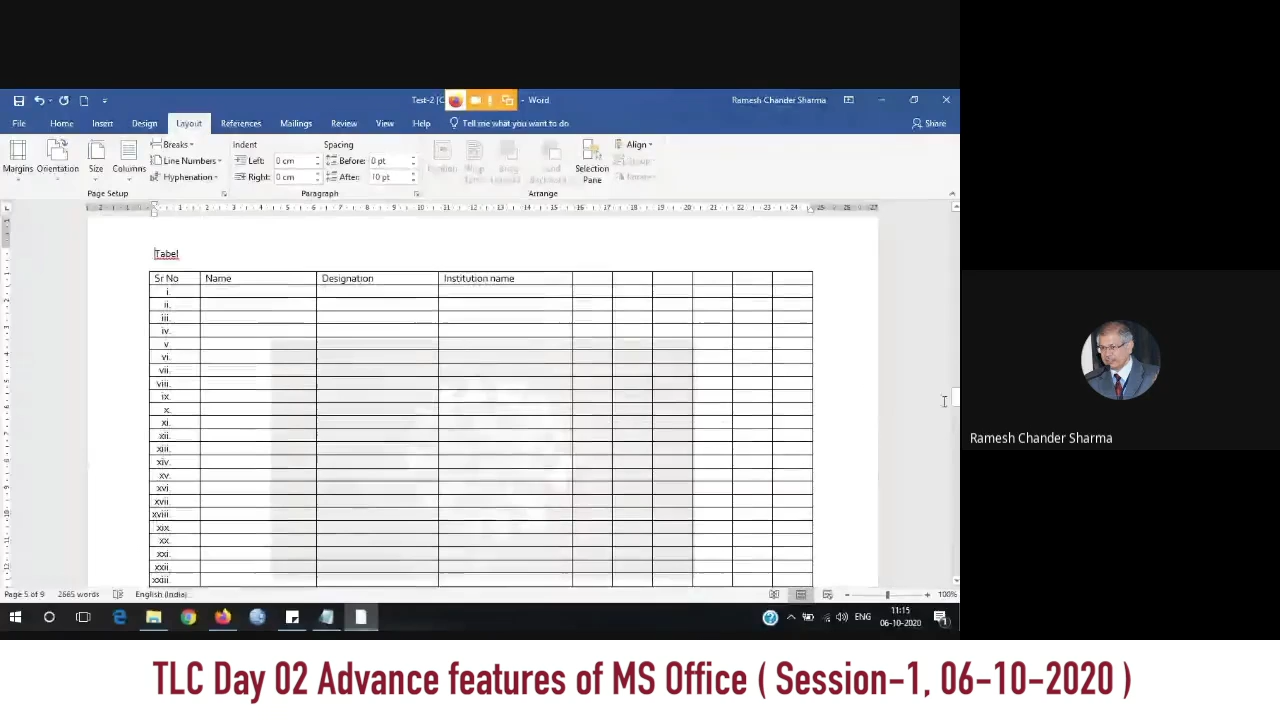 Test-2 [C
- Word
Ramesh Chander Sharma
File Home Insert Design Layout References Mailings Review View Help Tell me what you want to do Share
Margins Orientation Size Columns
Breaks
Line Numbers
Hyphenation
Page Setup
Indent
Left: 0 cm
Right: 0 cm
Spacing
Before: 0 pt
After: 10 pt
Paragraph
Selection
Pane
Align
Arrange
Tabel
Sr No Name Designation Institution name
i.
ii.
iii.
iv.
v.
vi.
vii.
viii.
ix.
x.
xi.
xii.
xiii.
xiv.
xv.
xvi.
xvii.
xviii.
xix.
xx.
xxi.
xxii.
xxiii.
Page 5 of 9 2665 words English (India) 100%
ENG
11:15
06-10-2020
Ramesh Chander Sharma
TLC Day 02 Advance features of MS Office ( Session-1, 06-10-2020 )